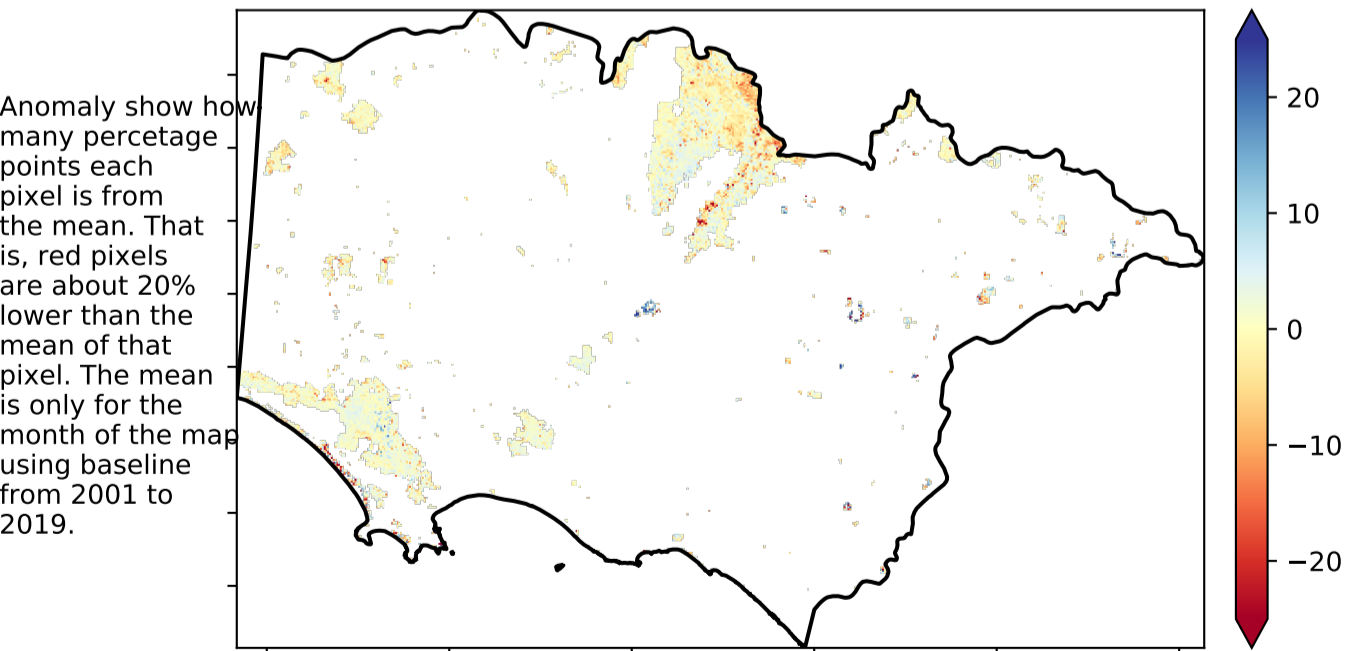 Anomaly show how
many percetage
points each
pixel is from
the mean. That
is, red pixels
are about 20%
lower than the
mean of that
pixel. The mean
is only for the
month of the map
using baseline
from 2001 to
2019.
20
10
0
−10
−20